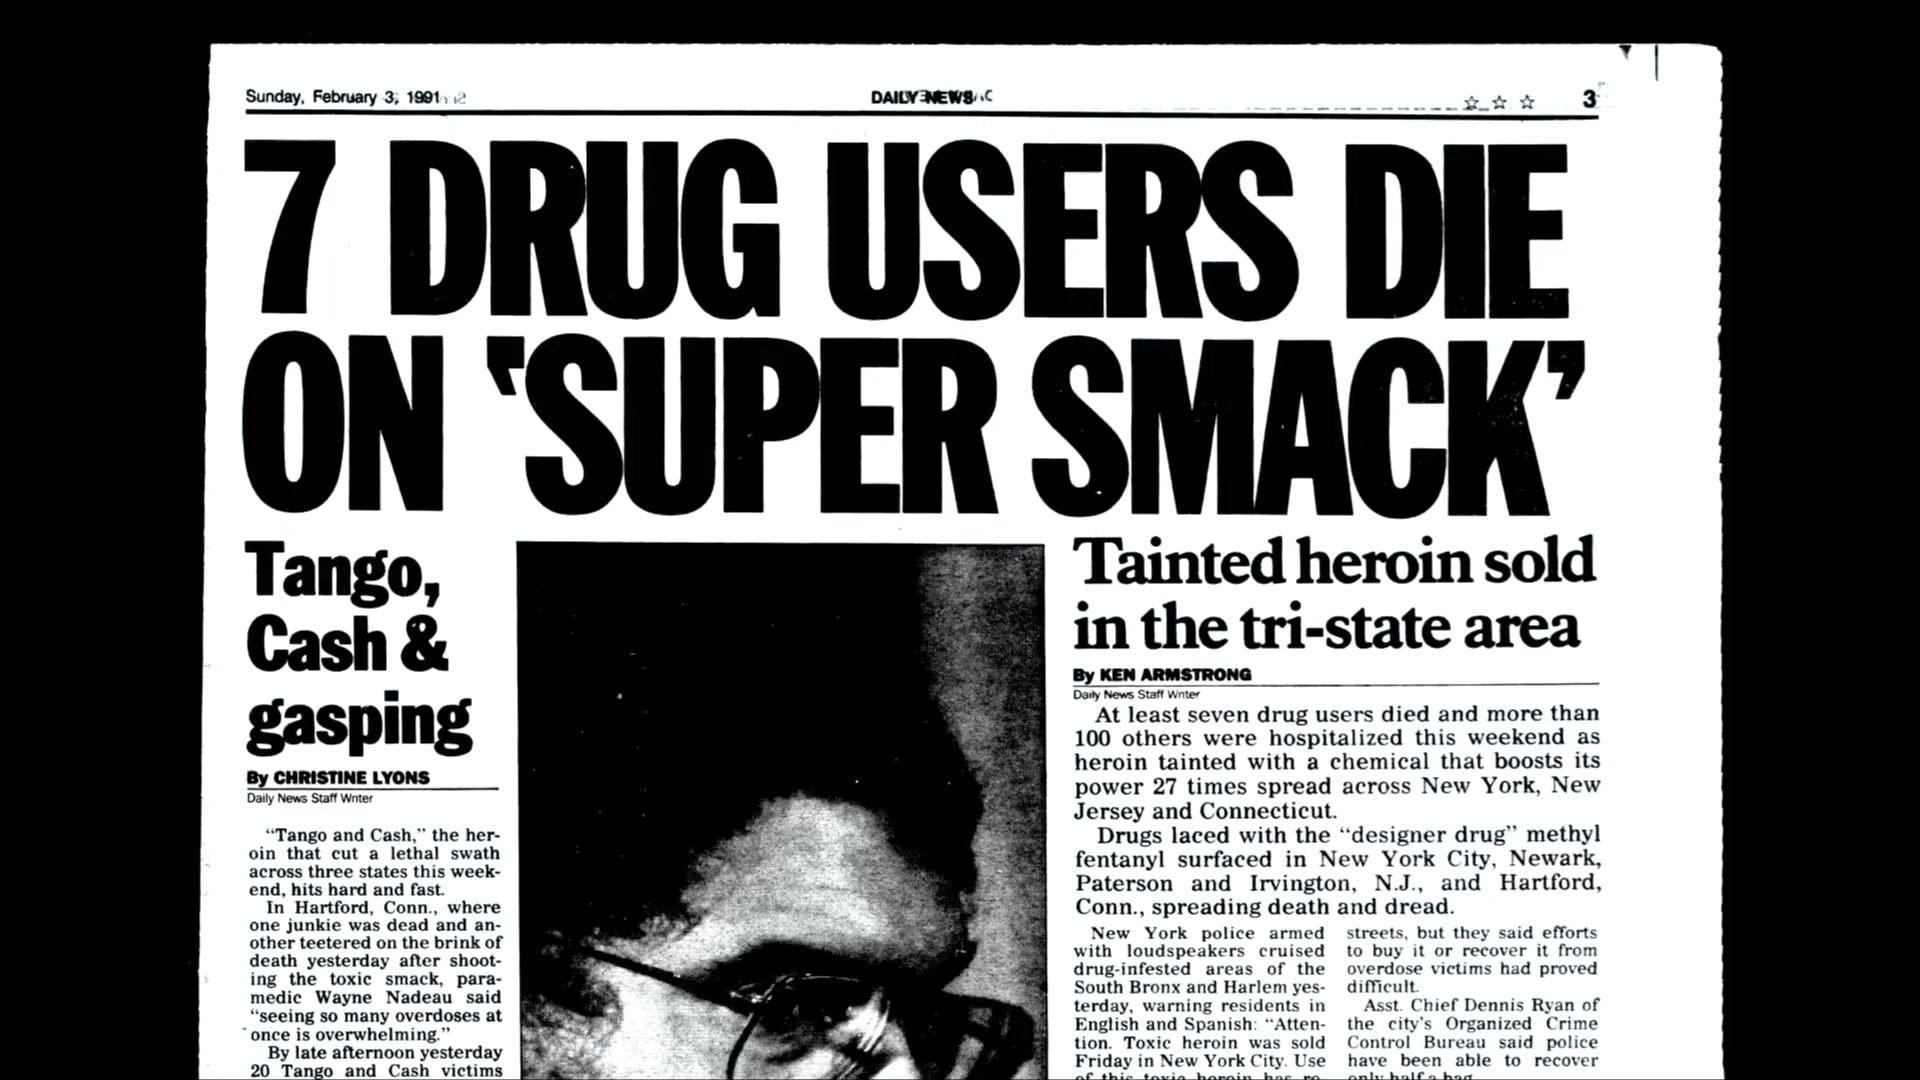 Sunday, February 3, 1991
DAILY NEWS
3
7 DRUG USERS DIE
ON ‘SUPER SMACK’
Tango,
Cash &
gasping
By CHRISTINE LYONS
Daily News Staff Writer
“Tango and Cash,” the her-
oin that cut a lethal swath
across three states this week-
end, hits hard and fast.
In Hartford, Conn., where
one junkie was dead and an-
other teetered on the brink of
death yesterday after shoot-
ing the toxic smack, para-
medic Wayne Nadeau said
“seeing so many overdoses at
once is overwhelming.”
By late afternoon yesterday
20 Tango and Cash victims
Tainted heroin sold
in the tri-state area
By KEN ARMSTRONG
Daily News Staff Writer
At least seven drug users died and more than
100 others were hospitalized this weekend as
heroin tainted with a chemical that boosts its
power 27 times spread across New York, New
Jersey and Connecticut.
Drugs laced with the “designer drug” methyl
fentanyl surfaced in New York City, Newark,
Paterson and Irvington, N.J., and Hartford,
Conn., spreading death and dread.
New York police armed
with loudspeakers cruised
drug-infested areas of the
South Bronx and Harlem yes-
terday, warning residents in
English and Spanish: “Atten-
tion. Toxic heroin was sold
Friday in New York City. Use
of this toxic heroin has re-
streets, but they said efforts
to buy it or recover it from
overdose victims had proved
difficult.
Asst. Chief Dennis Ryan of
the city’s Organized Crime
Control Bureau said police
have been able to recover
only half a bag